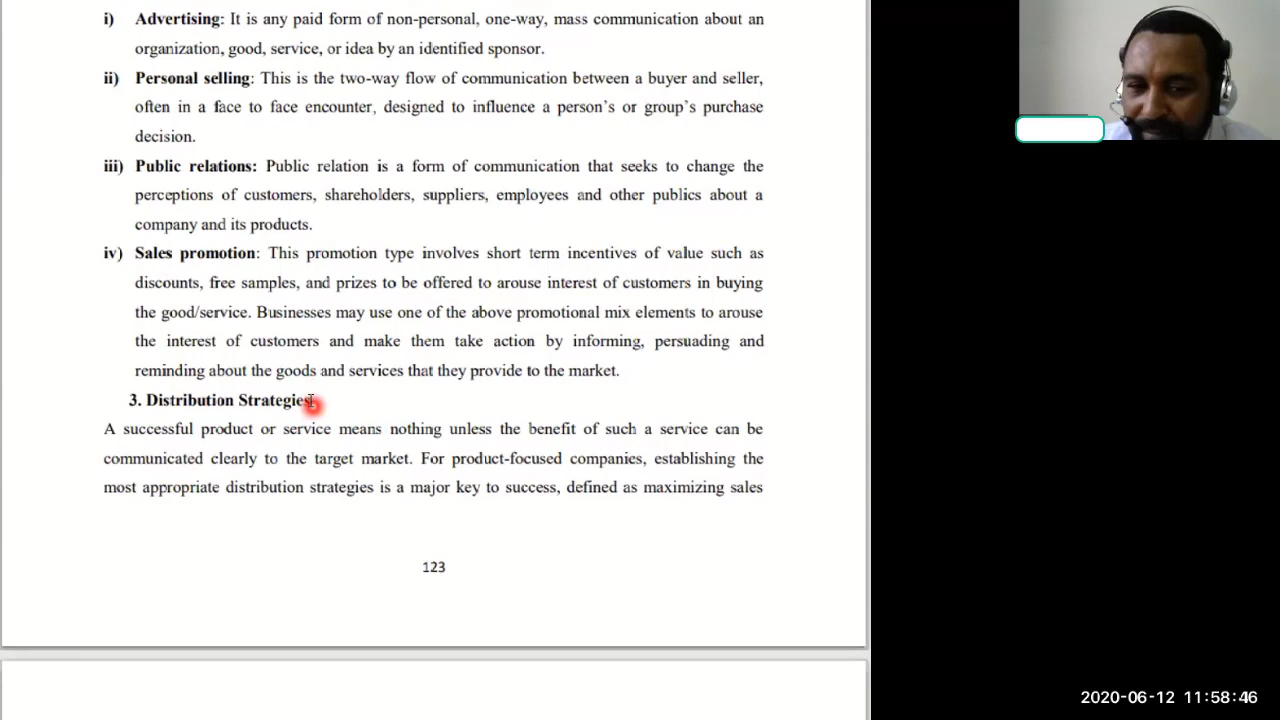 i) Advertising: It is any paid form of non-personal, one-way, mass communication about an
organization, good, service, or idea by an identified sponsor.
ii) Personal selling: This is the two-way flow of communication between a buyer and seller,
often in a face to face encounter, designed to influence a person's or group's purchase
decision.
iii) Public relations: Public relation is a form of communication that seeks to change the
perceptions of customers, shareholders, suppliers, employees and other publics about a
company and its products.
iv) Sales promotion: This promotion type involves short term incentives of value such as
discounts, free samples, and prizes to be offered to arouse interest of customers in buying
the good/service. Businesses may use one of the above promotional mix elements to arouse
the interest of customers and make them take action by informing, persuading and
reminding about the goods and services that they provide to the market.
3. Distribution Strategies
A successful product or service means nothing unless the benefit of such a service can be
communicated clearly to the target market. For product-focused companies, establishing the
most appropriate distribution strategies is a major key to success, defined as maximizing sales
123
2020-06-12 11:58:46